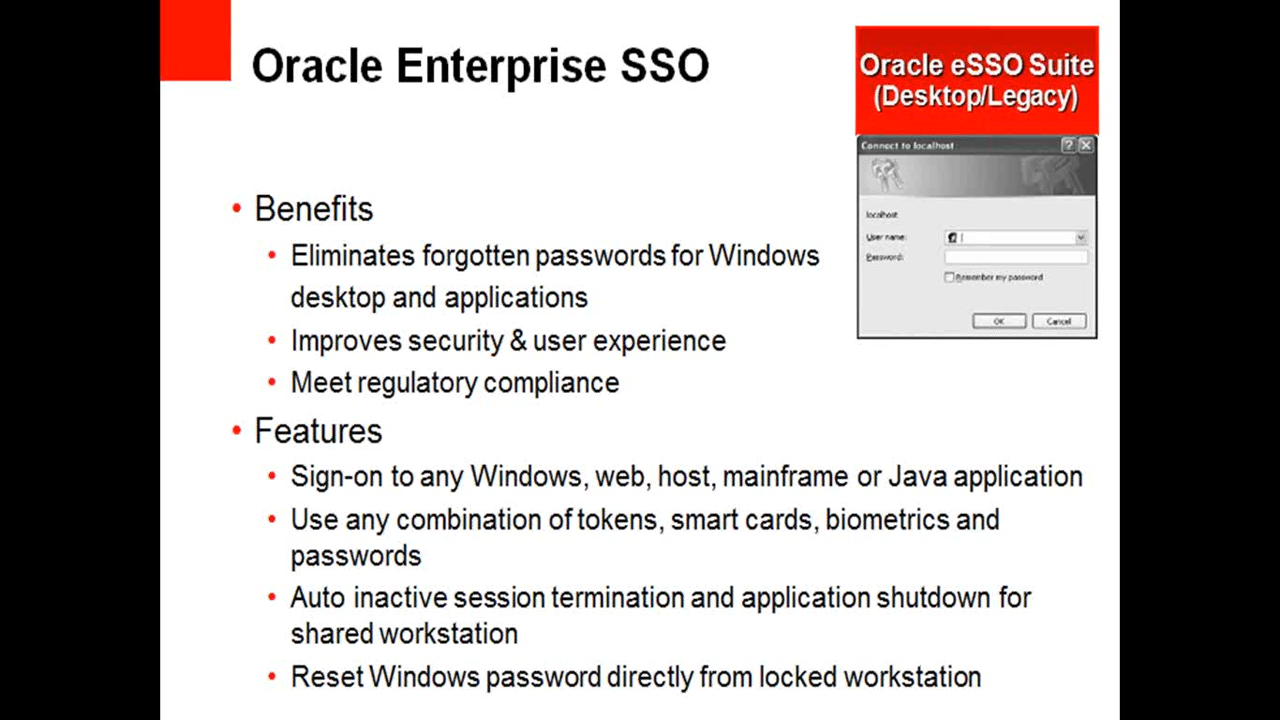 Oracle Enterprise SSO
Oracle eSSO Suite
(Desktop/Legacy)
Connect to localhost
localhost
User name:
Password:
Remember my password
OK
Cancel
• Benefits
• Eliminates forgotten passwords for Windows
desktop and applications
• Improves security & user experience
• Meet regulatory compliance
• Features
• Sign-on to any Windows, web, host, mainframe or Java application
• Use any combination of tokens, smart cards, biometrics and
passwords
• Auto inactive session termination and application shutdown for
shared workstation
• Reset Windows password directly from locked workstation